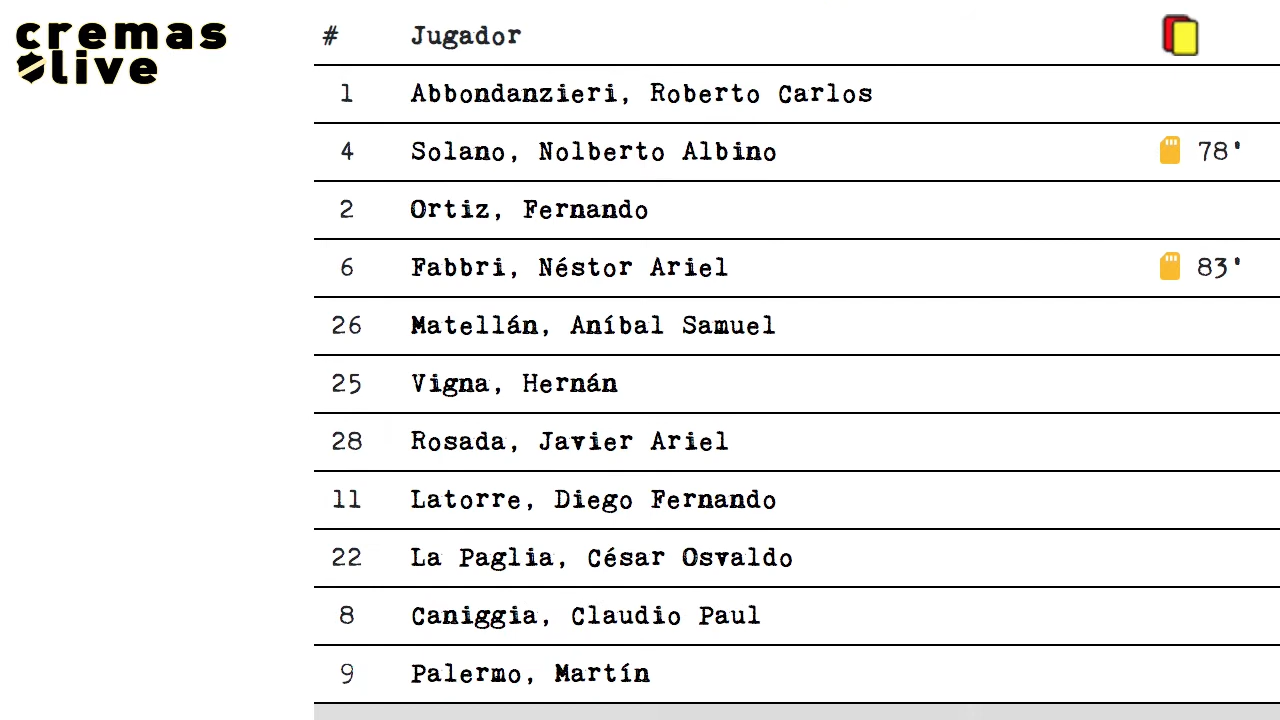 cremas
live
# Jugador
1 Abbondanzieri, Roberto Carlos
4 Solano, Nolberto Albino 78'
2 Ortiz, Fernando
6 Fabbri, Néstor Ariel 83'
26 Matellán, Aníbal Samuel
25 Vigna, Hernán
28 Rosada, Javier Ariel
11 Latorre, Diego Fernando
22 La Paglia, César Osvaldo
8 Caniggia, Claudio Paul
9 Palermo, Martín